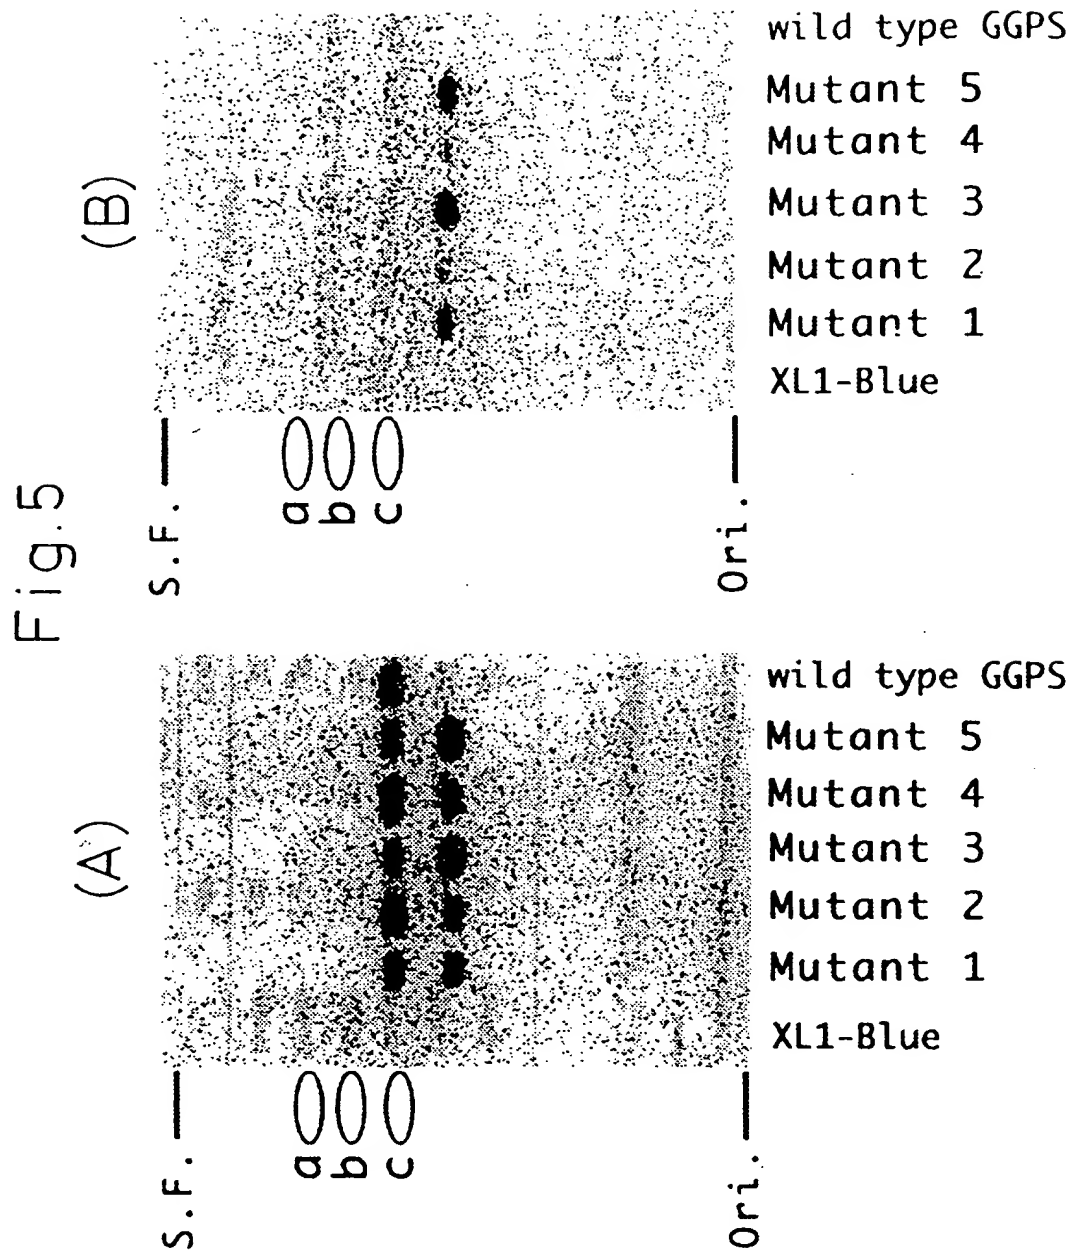 Fig.5
(A)
S.F.
a
b
c
Ori.
XL1-Blue
Mutant 1
Mutant 2
Mutant 3
Mutant 4
Mutant 5
wild type GGPS
(B)
S.F.
a
b
c
Ori.
XL1-Blue
Mutant 1
Mutant 2
Mutant 3
Mutant 4
Mutant 5
wild type GGPS